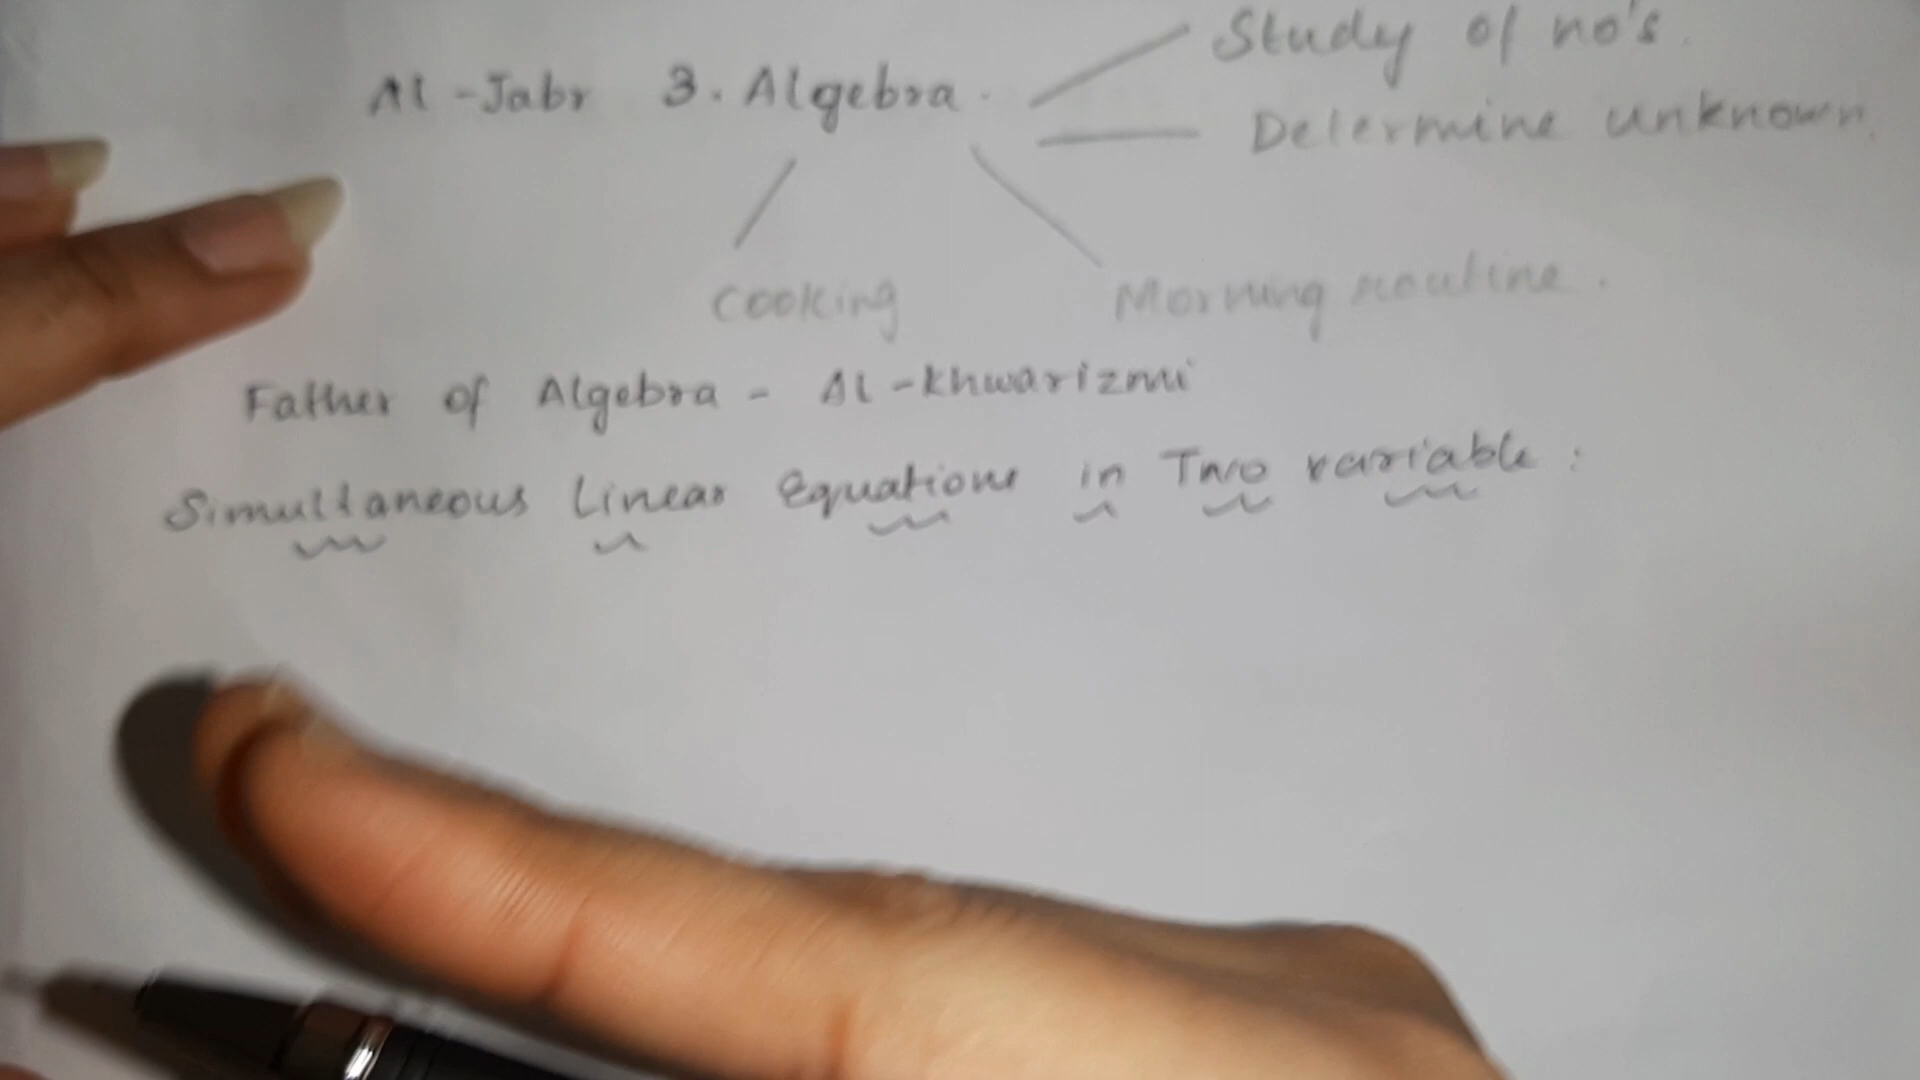 Study of no's.
Al-Jabr 3. Algebra.
Determine unknown.
Cooking Morning routine.
Father of Algebra - Al-khwarizmi
Simultaneous Linear Equations in Two variable :